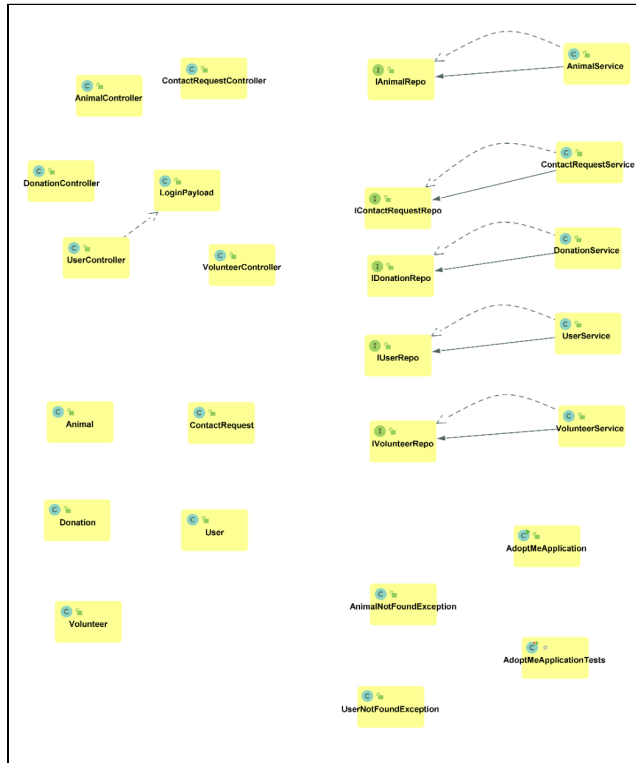 C
ContactRequestController
C
AnimalController
I
IAnimalRepo
C
AnimalService
C
DonationController
C
LoginPayload
I
IContactRequestRepo
C
ContactRequestService
C
UserController
C
VolunteerController
I
IDonationRepo
C
DonationService
I
IUserRepo
C
UserService
C
Animal
C
ContactRequest
I
IVolunteerRepo
C
VolunteerService
C
Donation
C
User
C
AdoptMeApplication
C
Volunteer
C
AnimalNotFoundException
C
AdoptMeApplicationTests
C
UserNotFoundException